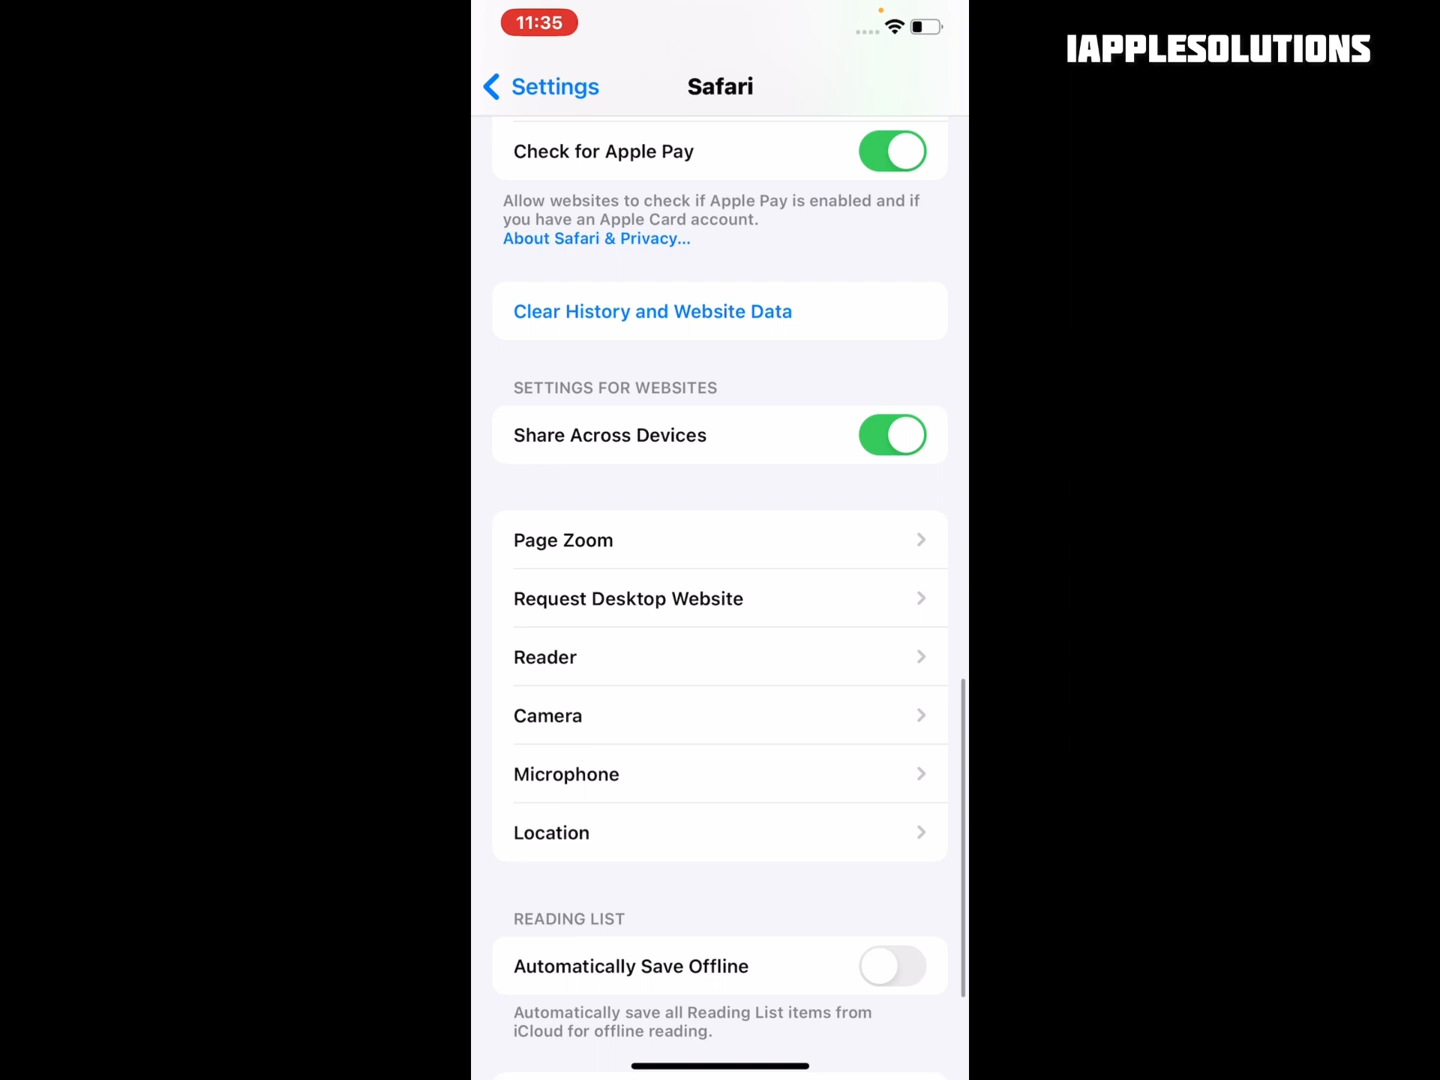 11:35
IAPPLESOLUTIONS
Settings
Safari
Check for Apple Pay
Allow websites to check if Apple Pay is enabled and if
you have an Apple Card account.
About Safari & Privacy...
Clear History and Website Data
SETTINGS FOR WEBSITES
Share Across Devices
Page Zoom
Request Desktop Website
Reader
Camera
Microphone
Location
READING LIST
Automatically Save Offline
Automatically save all Reading List items from
iCloud for offline reading.